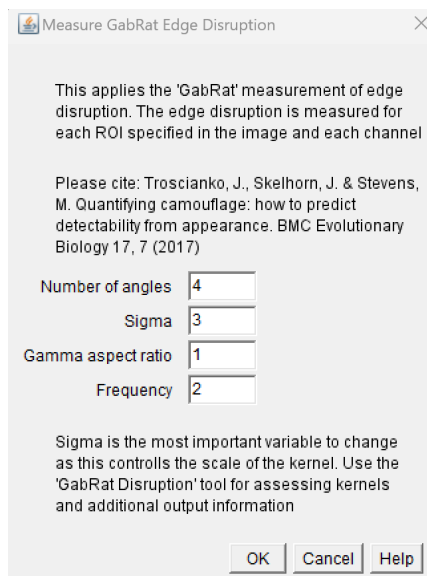 Measure GabRat Edge Disruption
This applies the 'GabRat' measurement of edge
disruption. The edge disruption is measured for
each ROI specified in the image and each channel
Please cite: Troscianko, J., Skelhorn, J. & Stevens,
M. Quantifying camouflage: how to predict
detectability from appearance. BMC Evolutionary
Biology 17, 7 (2017)
Number of angles 4
Sigma 3
Gamma aspect ratio 1
Frequency 2
Sigma is the most important variable to change
as this controlls the scale of the kernel. Use the
'GabRat Disruption' tool for assessing kernels
and additional output information
OK Cancel Help